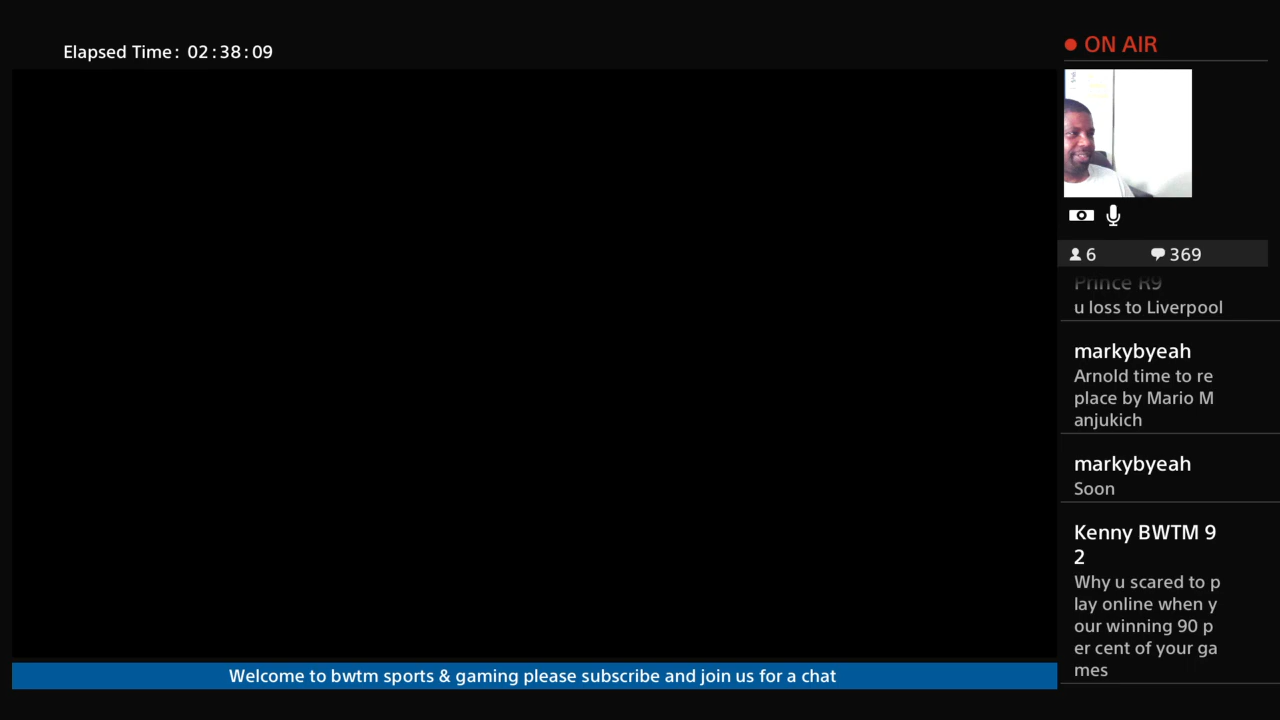 Elapsed Time: 02:38:09
ON AIR
6 369
Prince R9
u loss to Liverpool
markybyeah
Arnold time to re
place by Mario M
anjukich
markybyeah
Soon
Kenny BWTM 9
2
Why u scared to p
lay online when y
our winning 90 p
er cent of your ga
mes
Welcome to bwtm sports & gaming please subscribe and join us for a chat